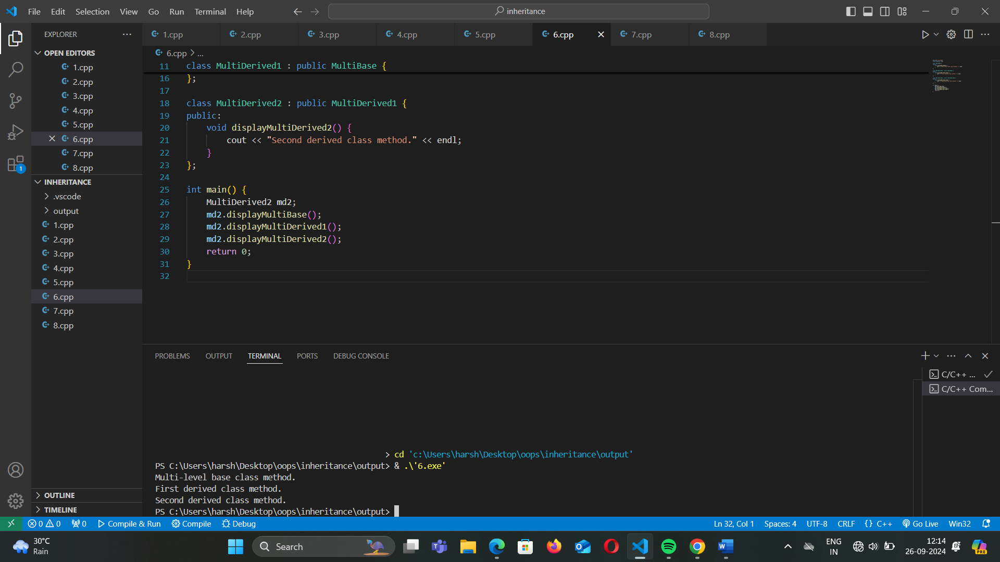 File Edit Selection View Go Run Terminal Help
inheritance
EXPLORER
OPEN EDITORS
1.cpp
2.cpp
3.cpp
4.cpp
5.cpp
6.cpp
7.cpp
8.cpp
INHERITANCE
.vscode
output
1.cpp
2.cpp
3.cpp
4.cpp
5.cpp
6.cpp
7.cpp
8.cpp
OUTLINE
TIMELINE
1
1.cpp 2.cpp 3.cpp 4.cpp 5.cpp 6.cpp 7.cpp 8.cpp
6.cpp > ...
11 class MultiDerived1 : public MultiBase {
16 };
17
18 class MultiDerived2 : public MultiDerived1 {
19 public:
20 void displayMultiDerived2() {
21 cout << "Second derived class method." << endl;
22 }
23 };
24
25 int main() {
26 MultiDerived2 md2;
27 md2.displayMultiBase();
28 md2.displayMultiDerived1();
29 md2.displayMultiDerived2();
30 return 0;
31 }
32
PROBLEMS OUTPUT TERMINAL PORTS DEBUG CONSOLE
C/C++ ...
C/C++ Com...
> cd 'c:\Users\harsh\Desktop\oops\inheritance\output'
PS C:\Users\harsh\Desktop\oops\inheritance\output> & .\'6.exe'
Multi-level base class method.
First derived class method.
Second derived class method.
PS C:\Users\harsh\Desktop\oops\inheritance\output>
0 0 0 Compile & Run Compile Debug Ln 32, Col 1 Spaces: 4 UTF-8 CRLF {} C++ Go Live Win32
30°C
Rain
Search
ENG
IN
12:14
26-09-2024
PRE